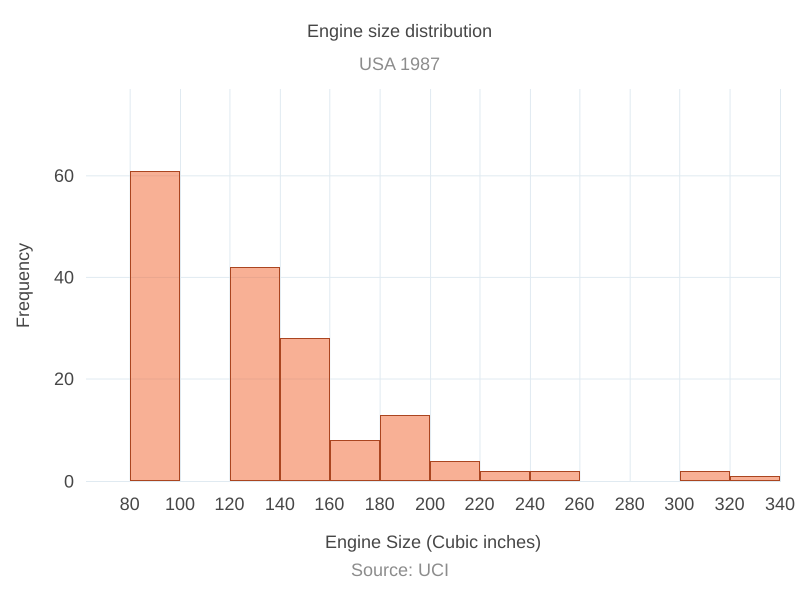 Engine size distribution
USA 1987
Frequency
60
40
20
0
80 100 120 140 160 180 200 220 240 260 280 300 320 340
Engine Size (Cubic inches)
Source: UCI